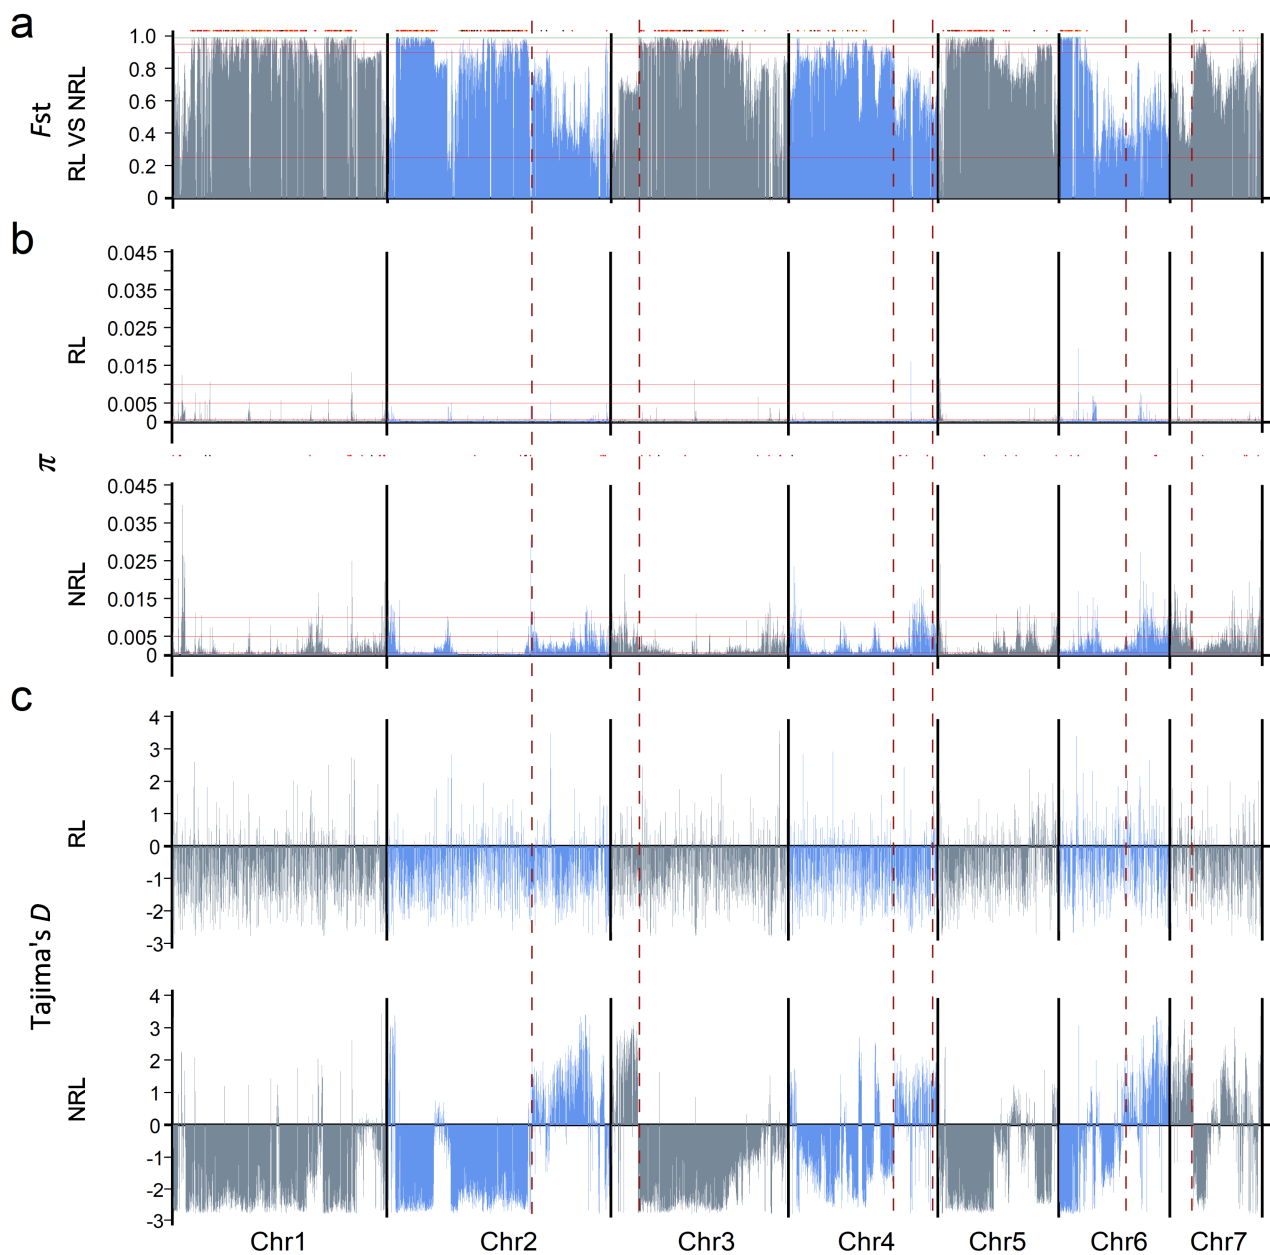 a
Fst
RL VS NRL
1.0
0.8
0.6
0.4
0.2
0
b
π
RL
0.045
0.035
0.025
0.015
0.005
0
NRL
0.045
0.035
0.025
0.015
0.005
0
c
Tajima's D
RL
4
3
2
1
0
-1
-2
-3
NRL
4
3
2
1
0
-1
-2
-3
Chr1 Chr2 Chr3 Chr4 Chr5 Chr6 Chr7